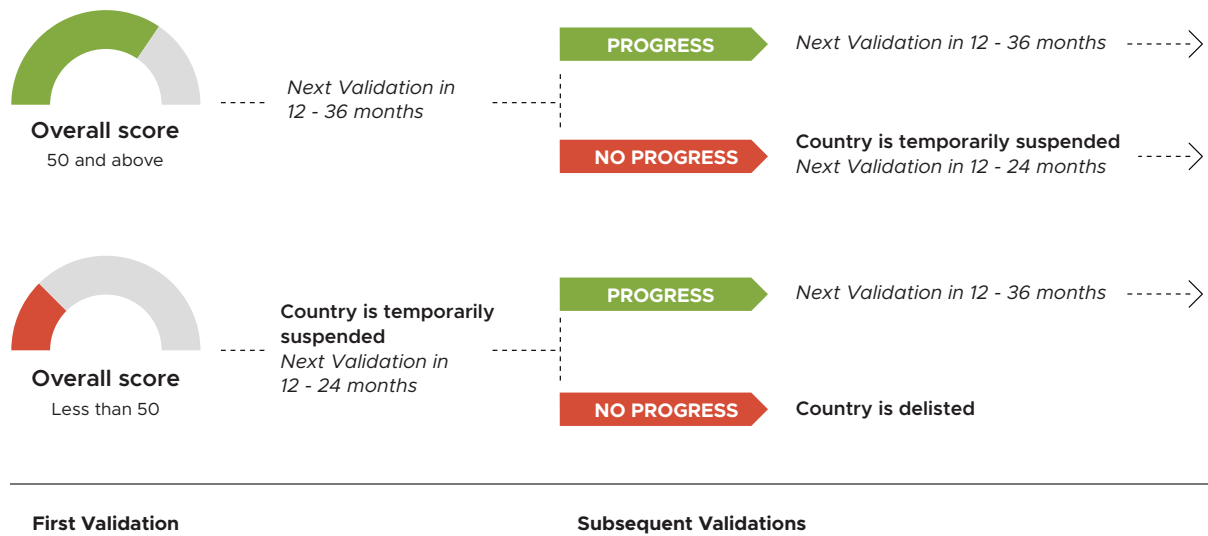 Overall score
50 and above
Next Validation in
12 - 36 months
PROGRESS
Next Validation in 12 - 36 months
NO PROGRESS
Country is temporarily suspended
Next Validation in 12 - 24 months
Overall score
Less than 50
Country is temporarily
suspended
Next Validation in
12 - 24 months
PROGRESS
Next Validation in 12 - 36 months
NO PROGRESS
Country is delisted
First Validation
Subsequent Validations